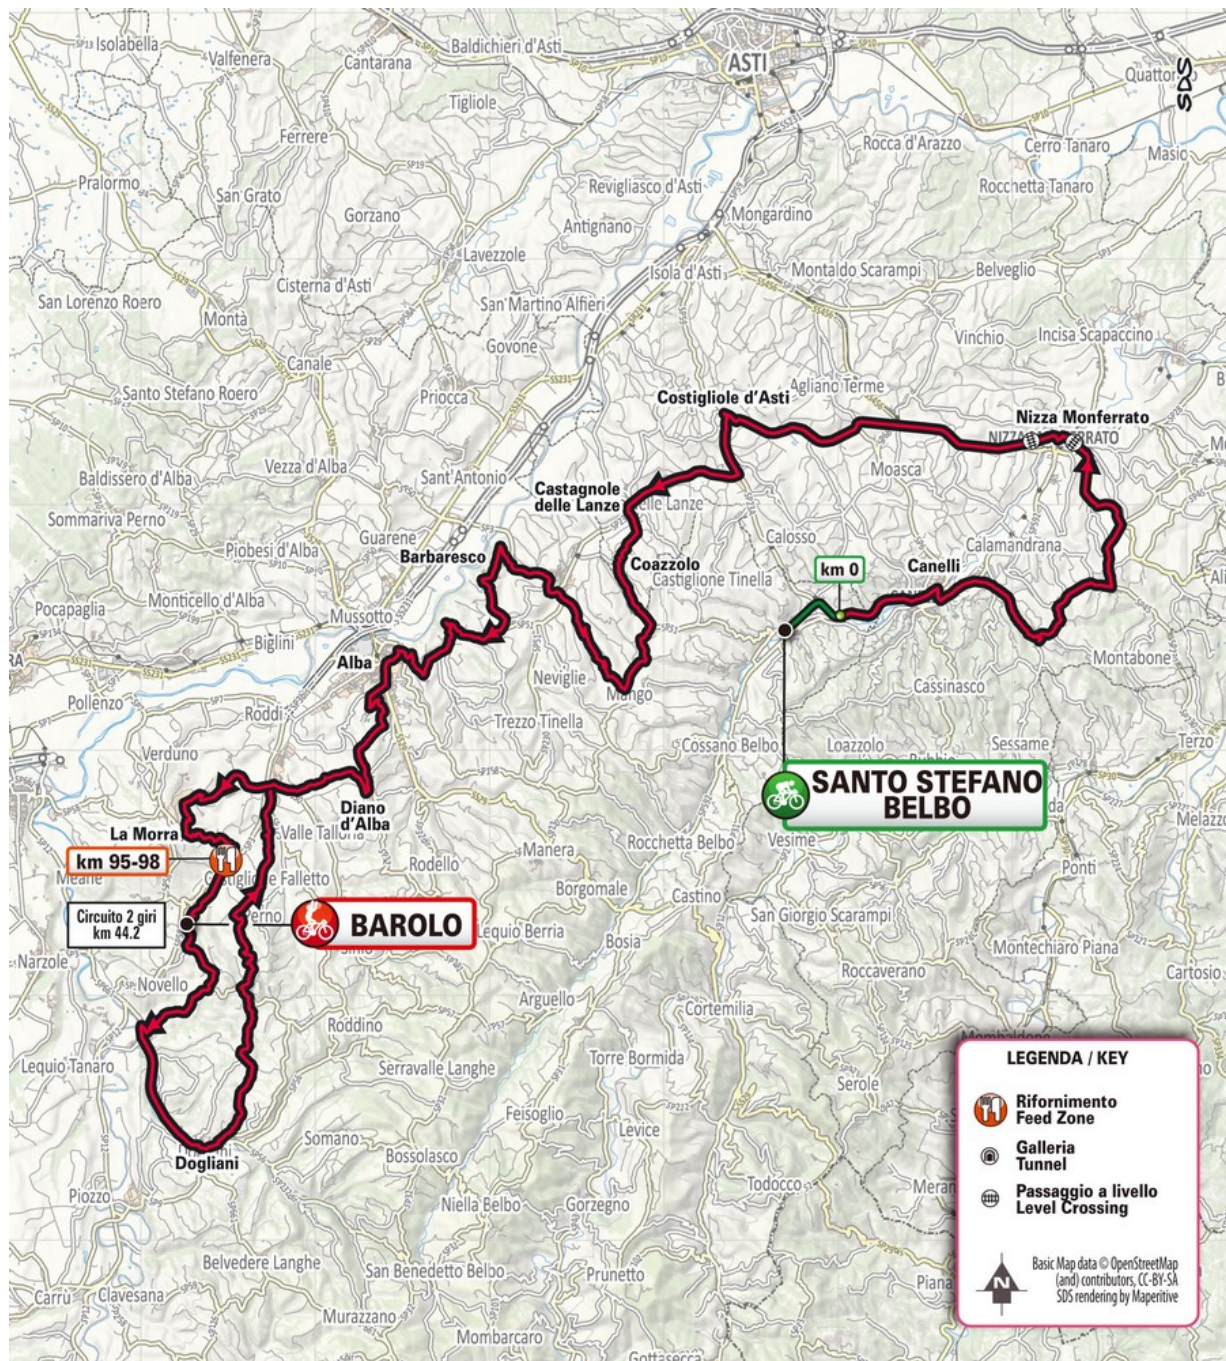 Isolabella
Valfenera
Cantarana
Baldichieri d'Asti
ASTI
SDS
Tigliole
Ferrere
Rocca d'Arazzo
Cerro Tanaro
Masio
Pralormo
San Grato
Revigliasco d'Asti
Rocchetta Tanaro
Gorzano
Antignano
Mongardino
Lavezzole
Isola d'Asti
Montaldo Scarampi
Belveglio
Cisterna d'Asti
San Lorenzo Roero
Montà
San Martino Alfieri
Govone
Vinchio
Incisa Scapaccino
Canale
Santo Stefano Roero
Priocca
Costigliole d'Asti
Agliano Terme
Nizza Monferrato
Vezza d'Alba
Sant'Antonio
Moasca
Baldissero d'Alba
Castagnole
delle Lanze
Sommariva Perno
Guarene
Calosso
Piobesi d'Alba
Barbaresco
Coazzolo
Castiglione Tinella
km 0
Canelli
Calamandrana
Pocapaglia
Monticello d'Alba
Mussotto
Biglini
Alba
Neviglie
Mango
Montabone
Pollenzo
Roddi
Trezzo Tinella
Cassinasco
Verduno
Cossano Belbo
Loazzolo
Sessame
Terzo
SANTO STEFANO
BELBO
Diano
d'Alba
La Morra
km 95-98
Rodello
Manera
Rocchetta Belbo
Vesime
Ponti
Borgomale
Castino
Circuito 2 giri
km 44.2
Perno
BAROLO
Lequio Berria
Bosia
San Giorgio Scarampi
Montechiaro Piana
Narzole
Novello
Roccaverano
Cartosio
Arguello
Cortemilia
Roddino
Lequio Tanaro
Serravalle Langhe
Torre Bormida
Serole
Feisoglio
Levice
Somano
Bossolasco
Dogliani
Todocco
Piozzo
Niella Belbo
Gorzegno
Belvedere Langhe
San Benedetto Belbo
Prunetto
Carrù
Clavesana
Murazzano
Mombarcaro
Gottasecca
LEGENDA / KEY
Rifornimento
Feed Zone
Galleria
Tunnel
Passaggio a livello
Level Crossing
N
Basic Map data © OpenStreetMap
(and) contributors, CC-BY-SA
SDS rendering by Maperitive